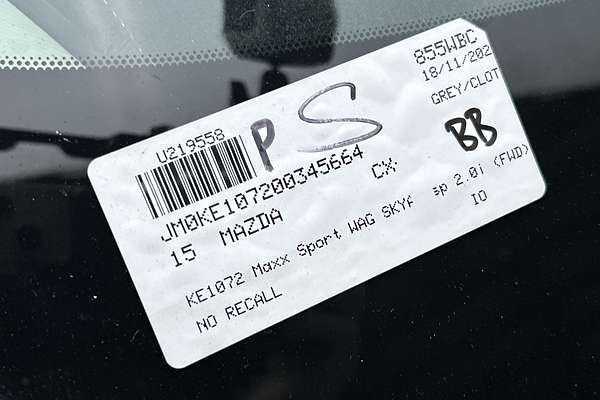 855WBC
18/11/202
GREY/CLOT
BB
P S
U219558
JM0KE107200345664
15 MAZDA CX-
KE1072 Maxx Sport WAG SKYA sp 2.0i (FWD)
IO
NO RECALL